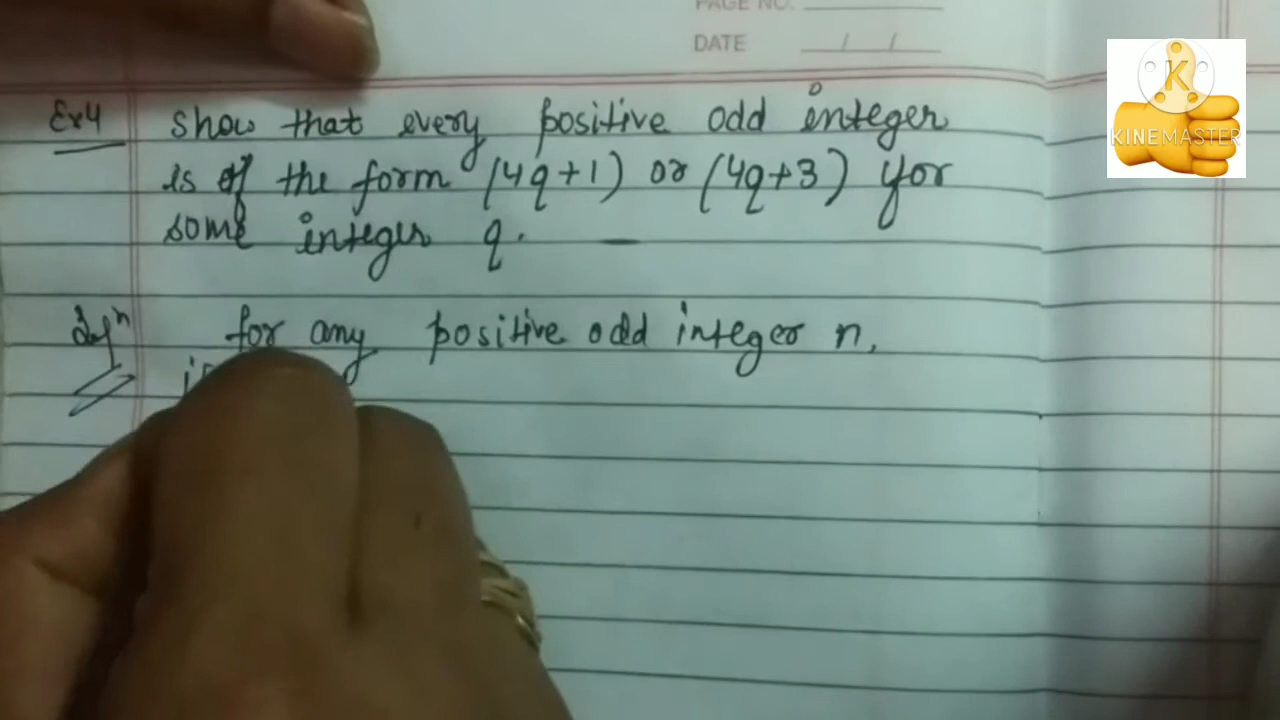 PAGE NO.
DATE / /
K
KINEMASTER
Ex4 show that every positive odd integer
is of the form (4q+1) or (4q+3) for
some integer q.
for any positive odd integer n,